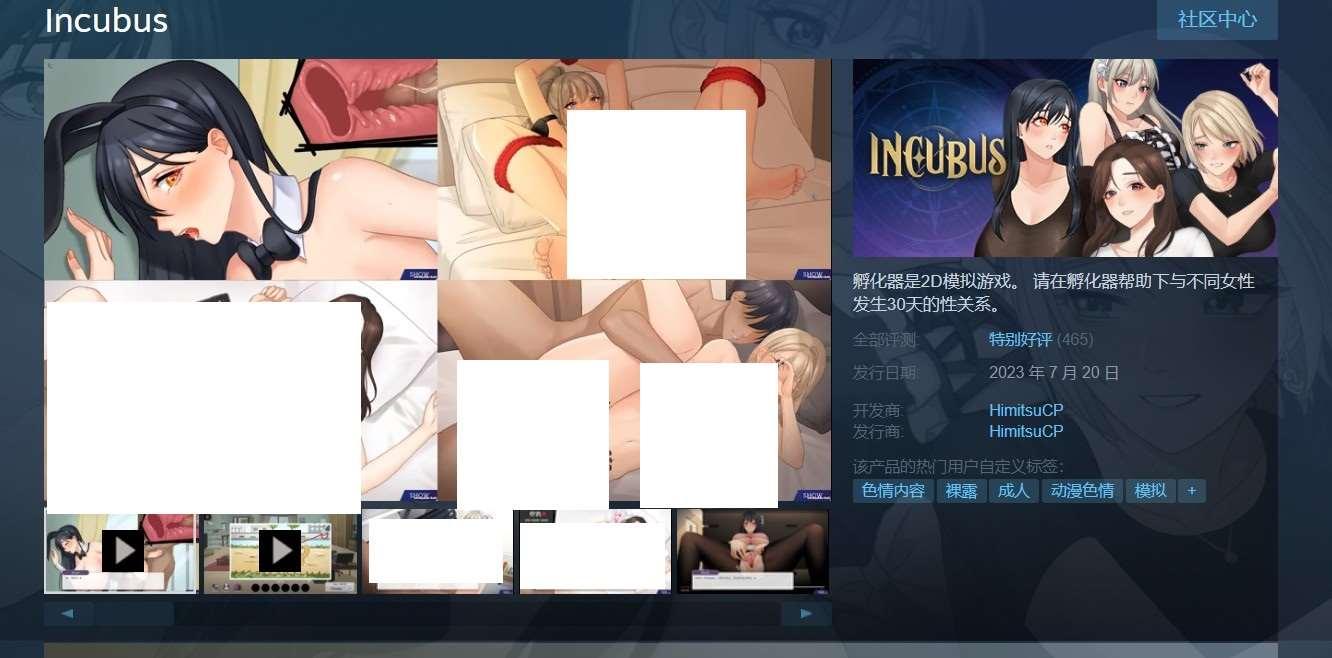 Incubus
社区中心
INCUBUS
SHOW
SHOW
SHOW
SHOW
孵化器是2D模拟游戏。 请在孵化器帮助下与不同女性
发生30天的性关系。
全部评测:
特别好评 (465)
发行日期:
2023 年 7 月 20 日
开发商:
HimitsuCP
发行商:
HimitsuCP
该产品的热门用户自定义标签:
色情内容 裸露 成人 动漫色情 模拟 +